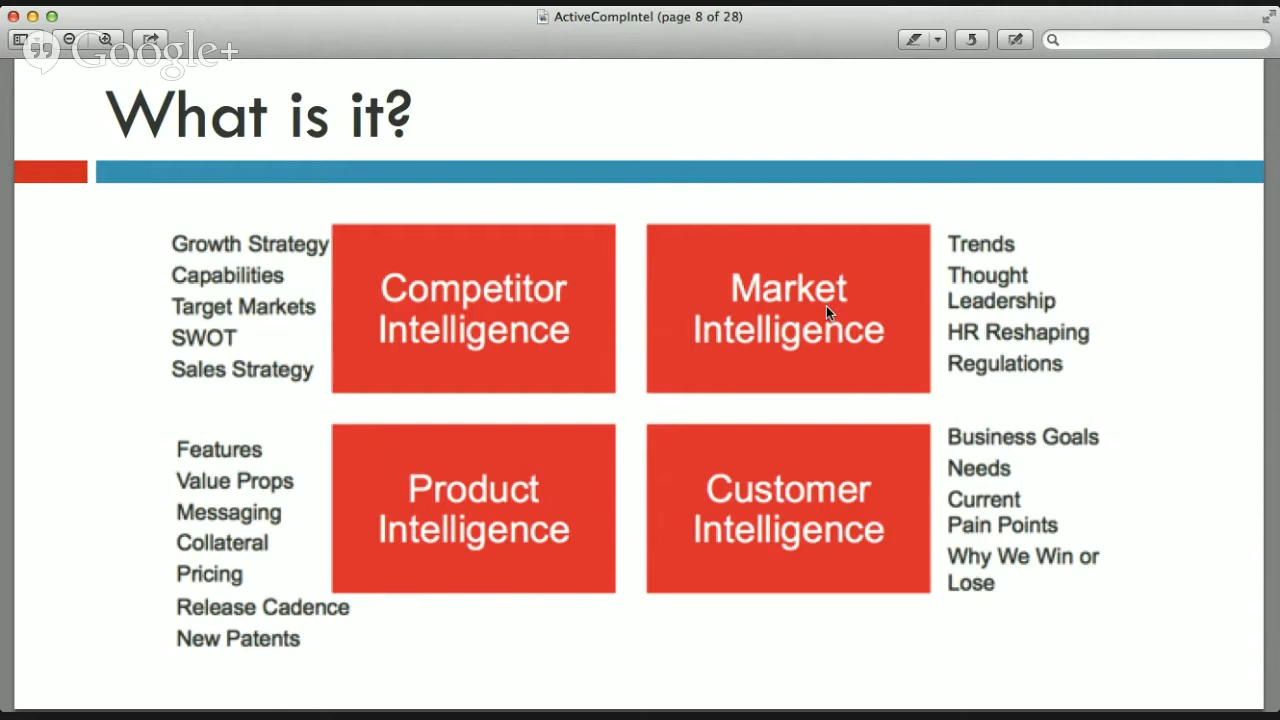 ActiveCompIntel (page 8 of 28)
Google+
What is it?
Growth Strategy
Capabilities
Target Markets
SWOT
Sales Strategy
Competitor
Intelligence
Market
Intelligence
Trends
Thought
Leadership
HR Reshaping
Regulations
Features
Value Props
Messaging
Collateral
Pricing
Release Cadence
New Patents
Product
Intelligence
Customer
Intelligence
Business Goals
Needs
Current
Pain Points
Why We Win or
Lose